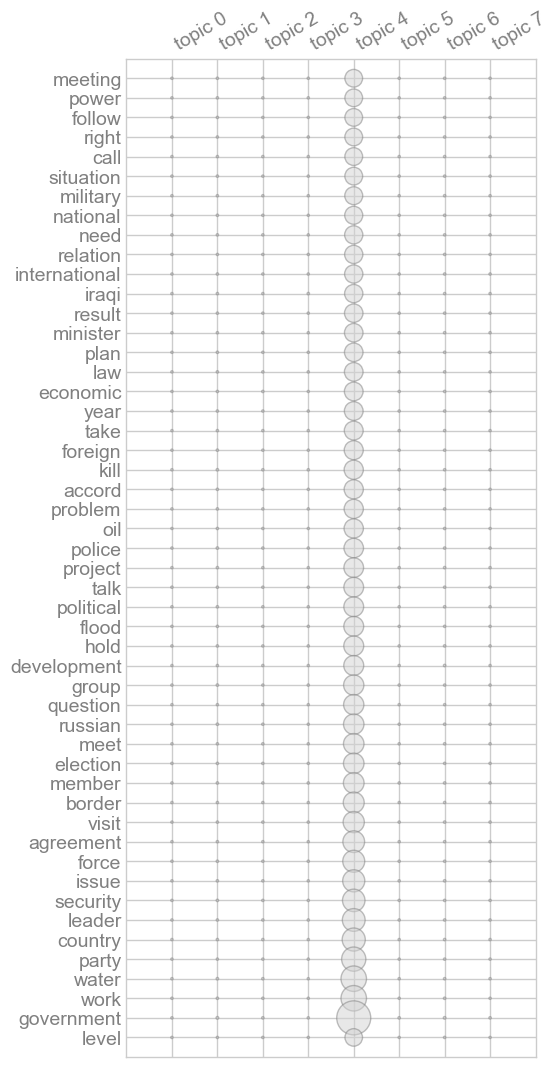 topic 0 topic 1 topic 2 topic 3 topic 4 topic 5 topic 6 topic 7
meeting
power
follow
right
call
situation
military
national
need
relation
international
iraqi
result
minister
plan
law
economic
year
take
foreign
kill
accord
problem
oil
police
project
talk
political
flood
hold
development
group
question
russian
meet
election
member
border
visit
agreement
force
issue
security
leader
country
party
water
work
government
level